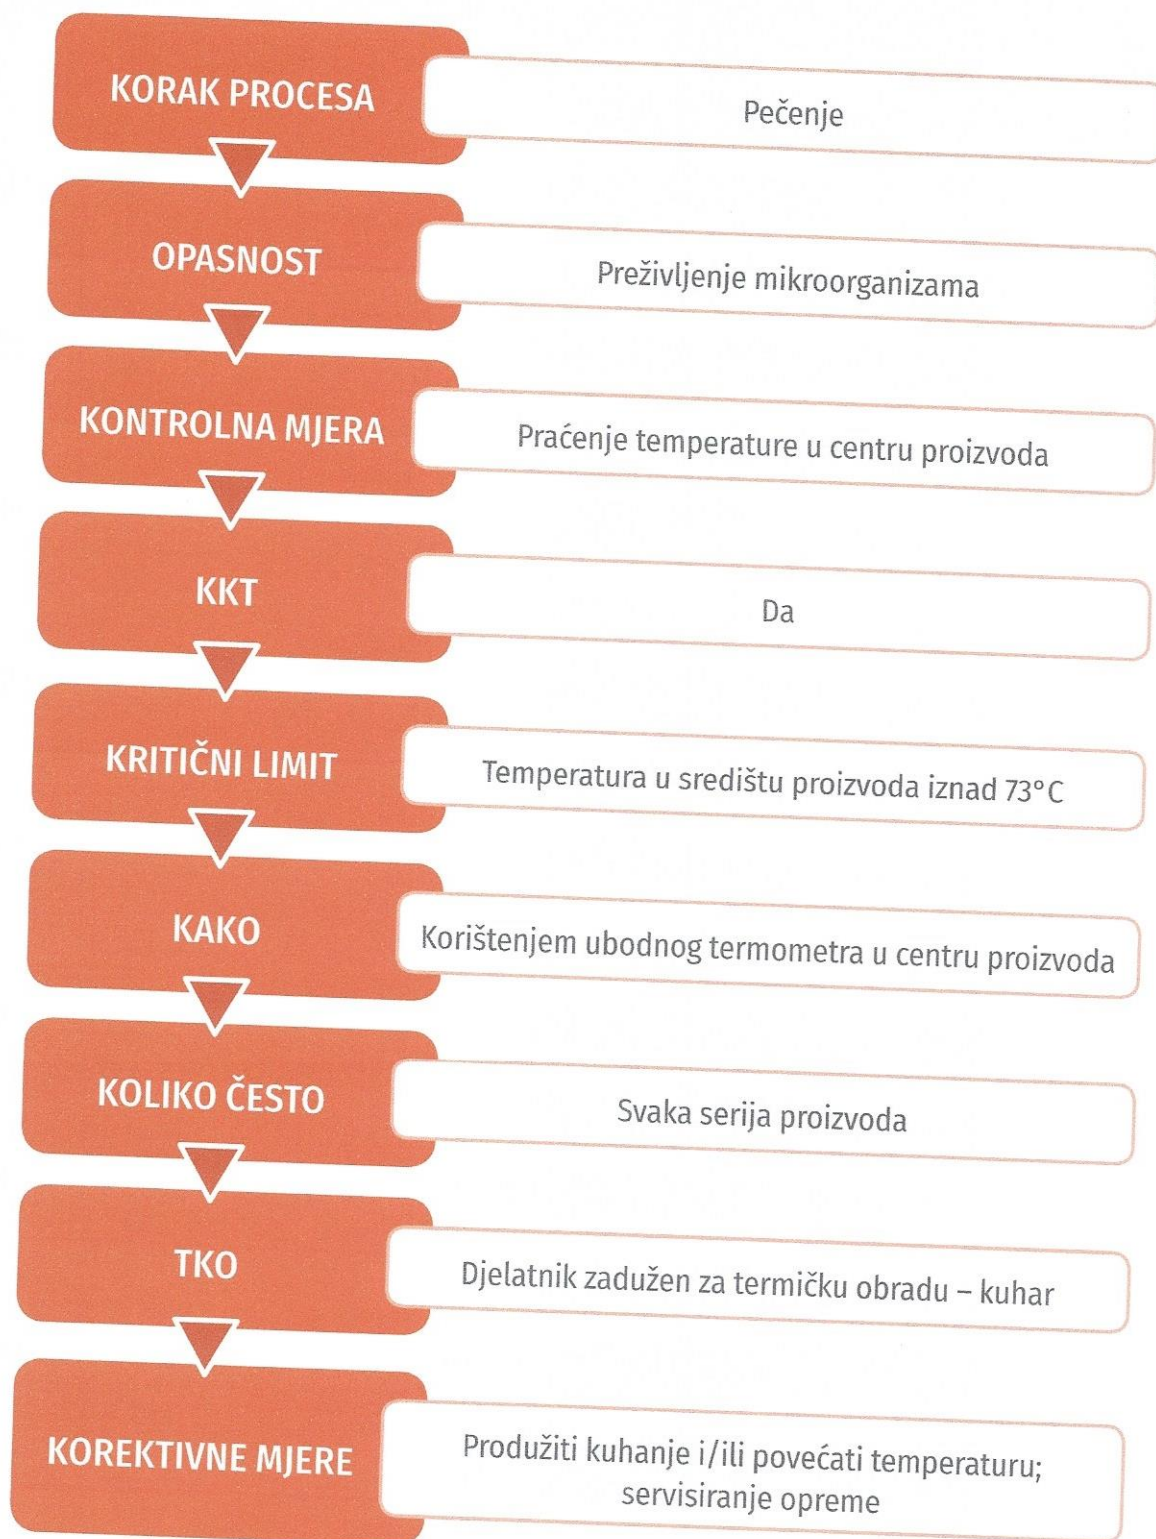 KORAK PROCESA
Pečenje
OPASNOST
Preživljenje mikroorganizama
KONTROLNA MJERA
Praćenje temperature u centru proizvoda
KKT
Da
KRITIČNI LIMIT
Temperatura u središtu proizvoda iznad 73°C
KAKO
Korištenjem ubodnog termometra u centru proizvoda
KOLIKO ČESTO
Svaka serija proizvoda
TKO
Djelatnik zadužen za termičku obradu – kuhar
KOREKTIVNE MJERE
Produžiti kuhanje i/ili povećati temperaturu;
servisiranje opreme